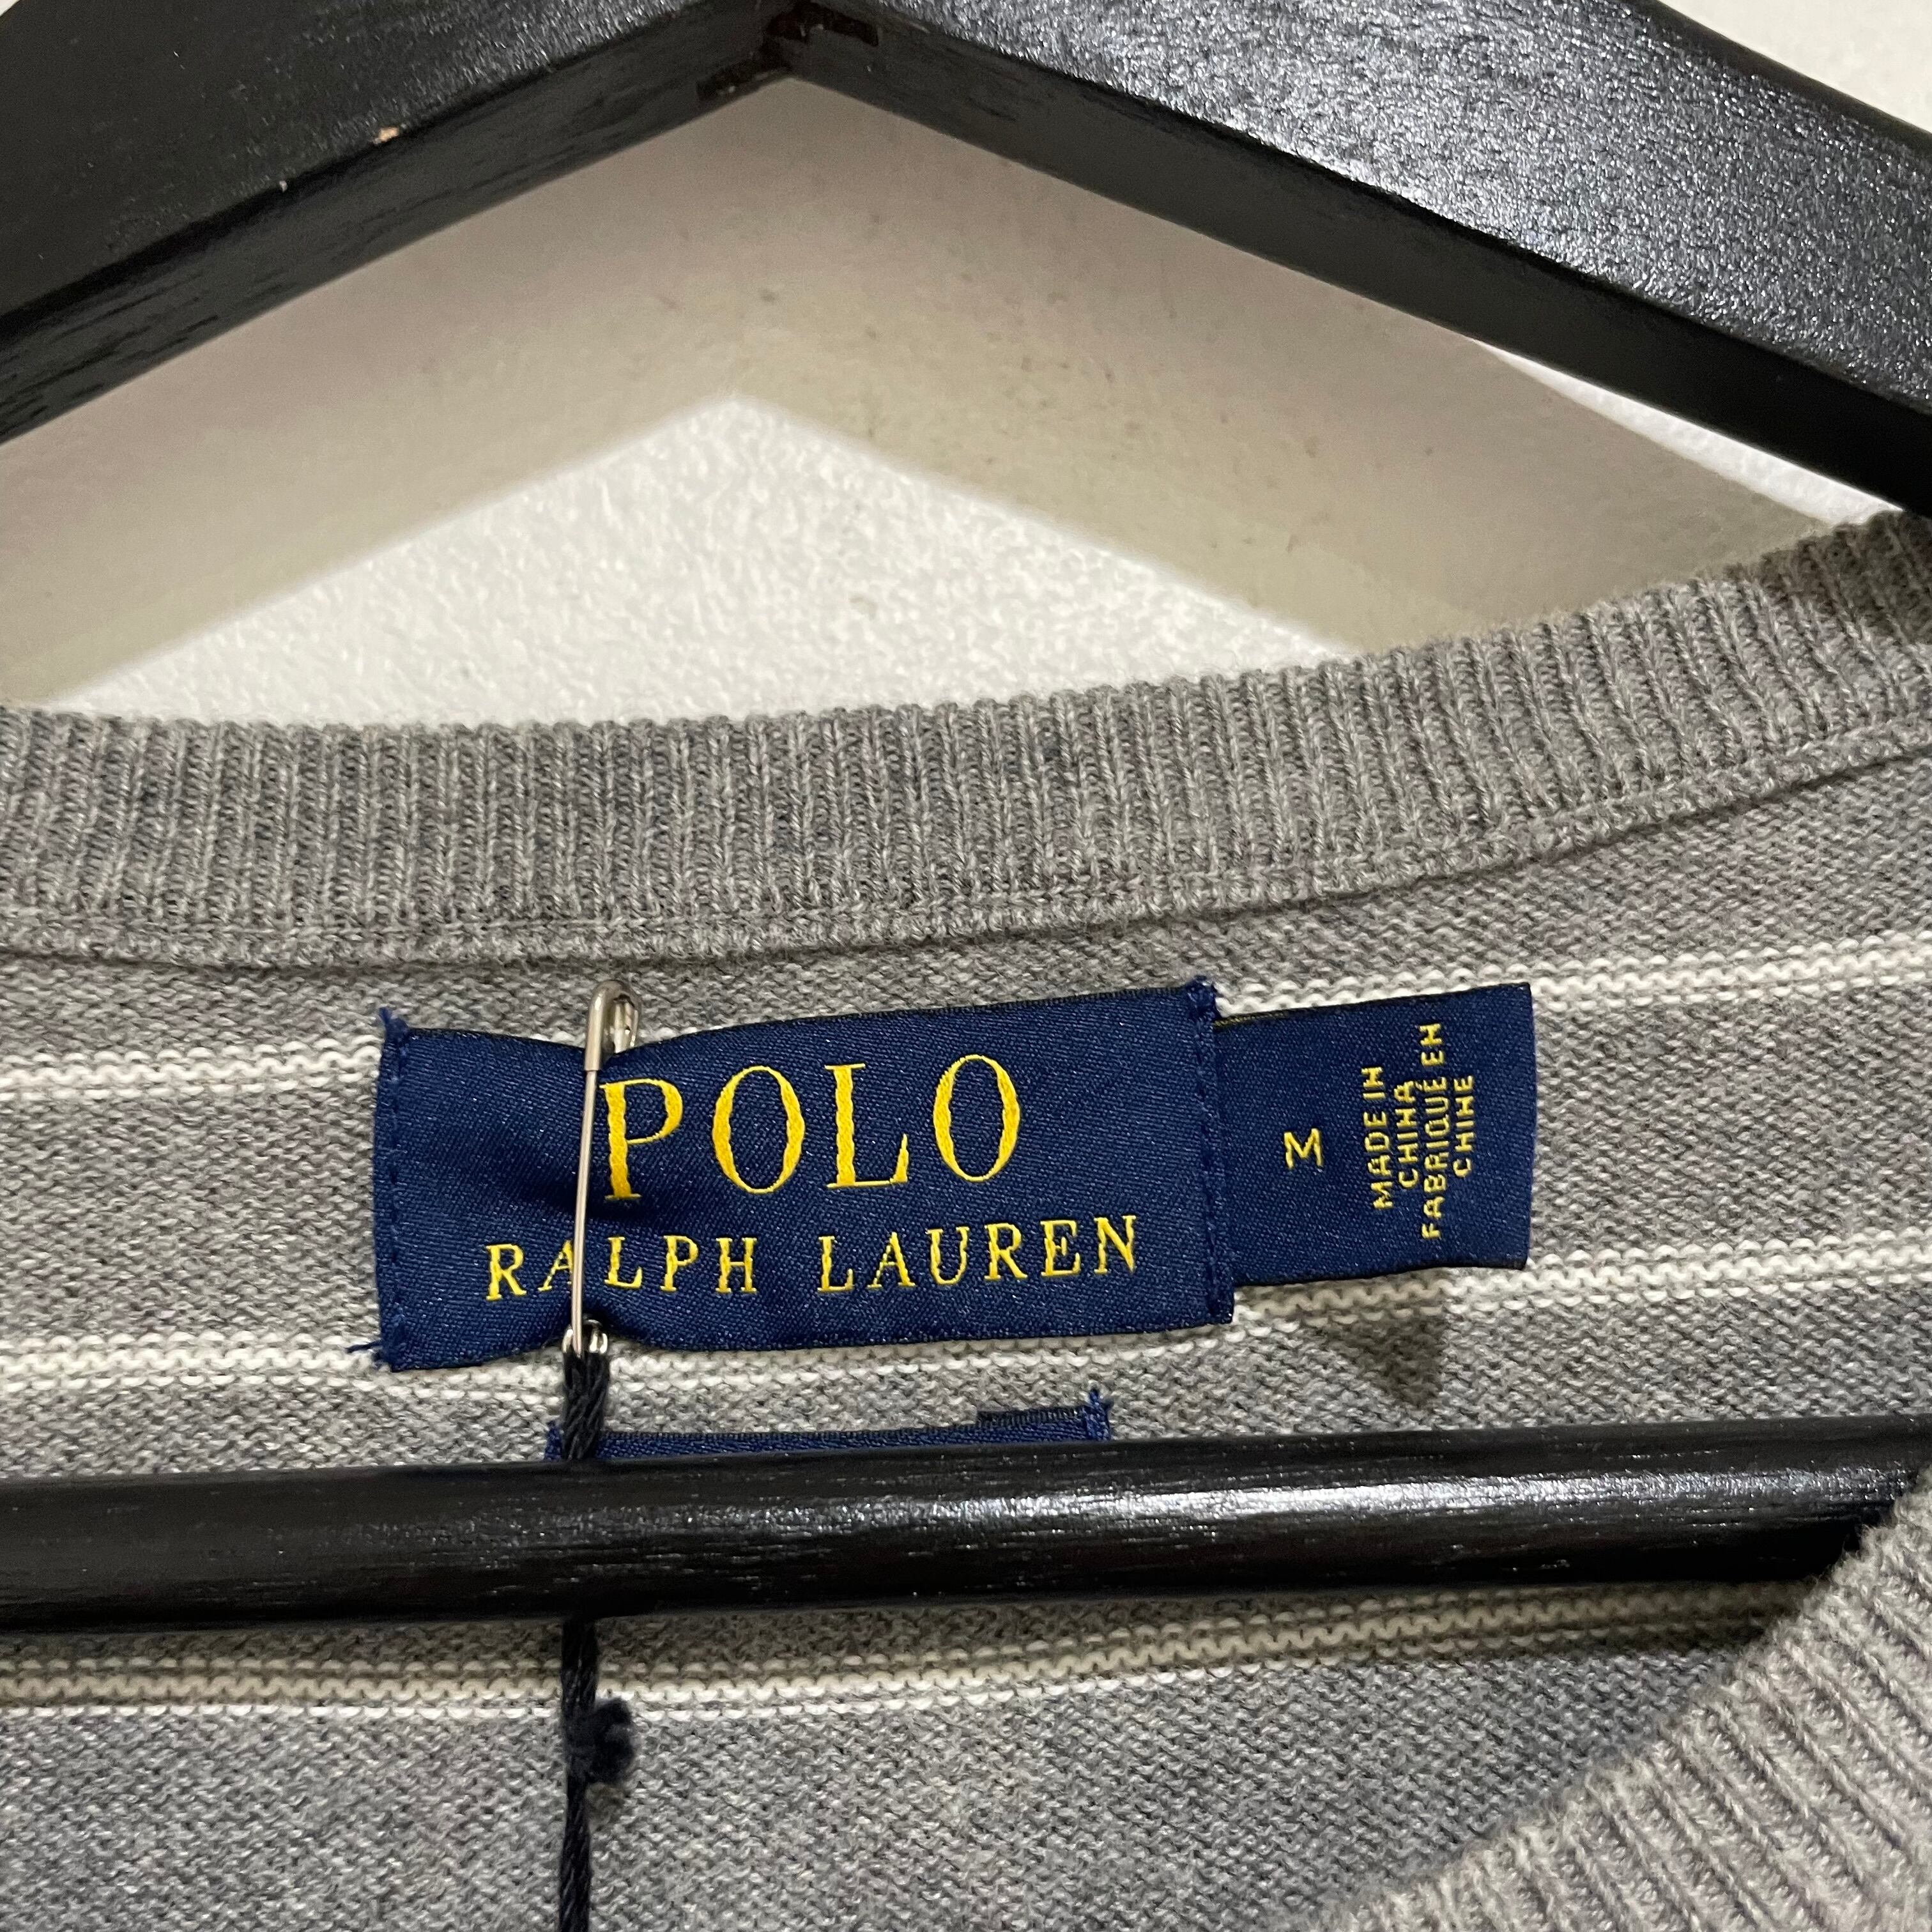 POLO
RALPH LAUREN
M
MADE IN
CHINA
FABRIQUÉ EN
CHINE